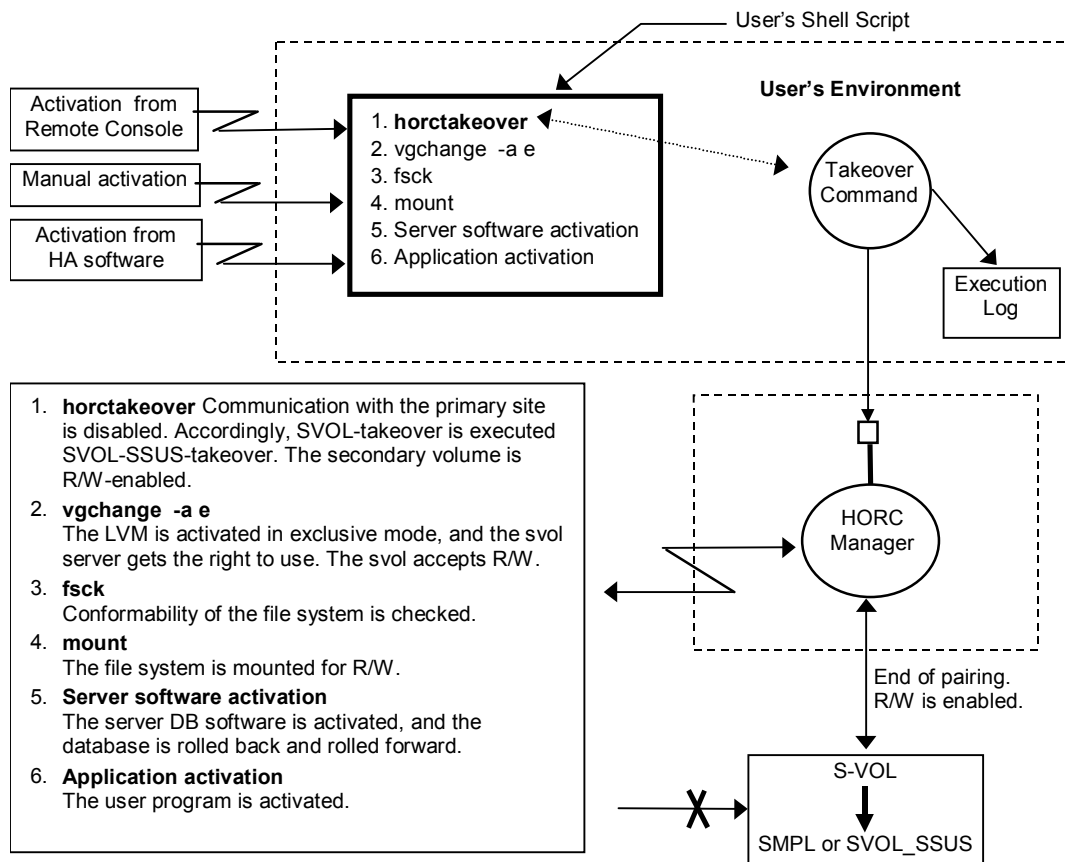 User's Shell Script
User's Environment
Activation from
Remote Console
Manual activation
Activation from
HA software
1. horctakeover
2. vgchange -a e
3. fsck
4. mount
5. Server software activation
6. Application activation
Takeover
Command
Execution
Log
1. horctakeover Communication with the primary site
is disabled. Accordingly, SVOL-takeover is executed
SVOL-SSUS-takeover. The secondary volume is
R/W-enabled.
2. vgchange -a e
The LVM is activated in exclusive mode, and the svol
server gets the right to use. The svol accepts R/W.
3. fsck
Conformability of the file system is checked.
4. mount
The file system is mounted for R/W.
5. Server software activation
The server DB software is activated, and the
database is rolled back and rolled forward.
6. Application activation
The user program is activated.
HORC
Manager
End of pairing.
R/W is enabled.
S-VOL
SMPL or SVOL_SSUS